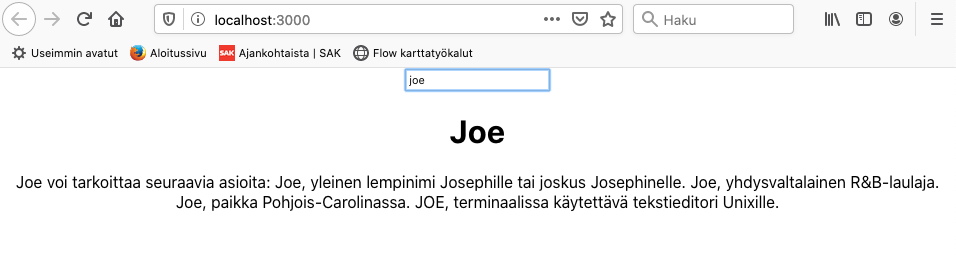 localhost:3000
Haku
Useimmin avatut
Aloitussivu
SAK Ajankohtaista | SAK
Flow karttatyökalut
joe
Joe
Joe voi tarkoittaa seuraavia asioita: Joe, yleinen lempinimi Josephille tai joskus Josephinelle. Joe, yhdysvaltalainen R&B-laulaja.
Joe, paikka Pohjois-Carolinassa. JOE, terminaalissa käytettävä tekstieditori Unixille.